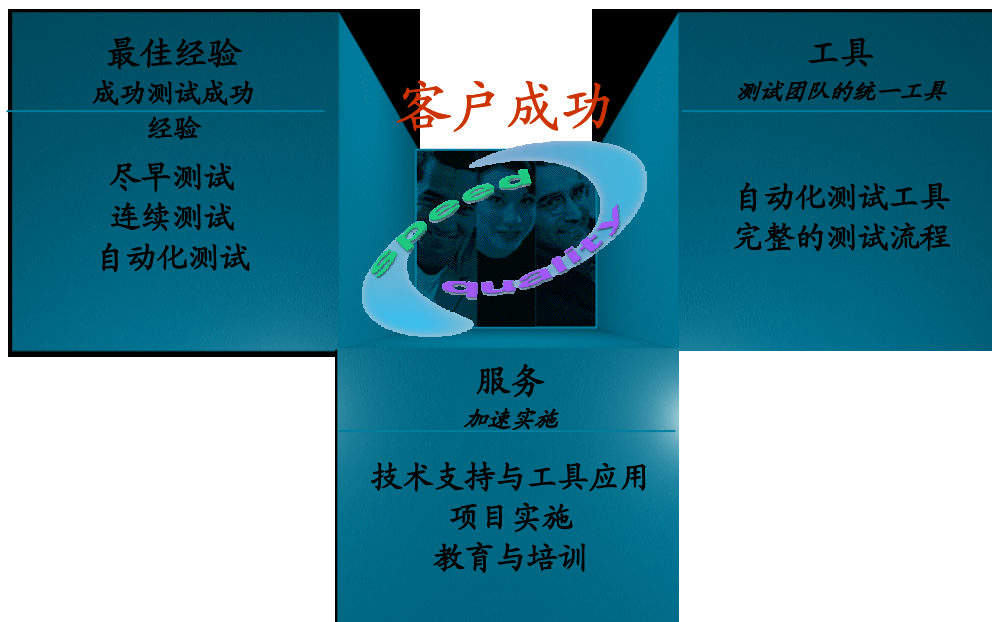 最佳经验
成功测试成功
经验
尽早测试
连续测试
自动化测试
客户成功
speed
quality
工具
测试团队的统一工具
自动化测试工具
完整的测试流程
服务
加速实施
技术支持与工具应用
项目实施
教育与培训